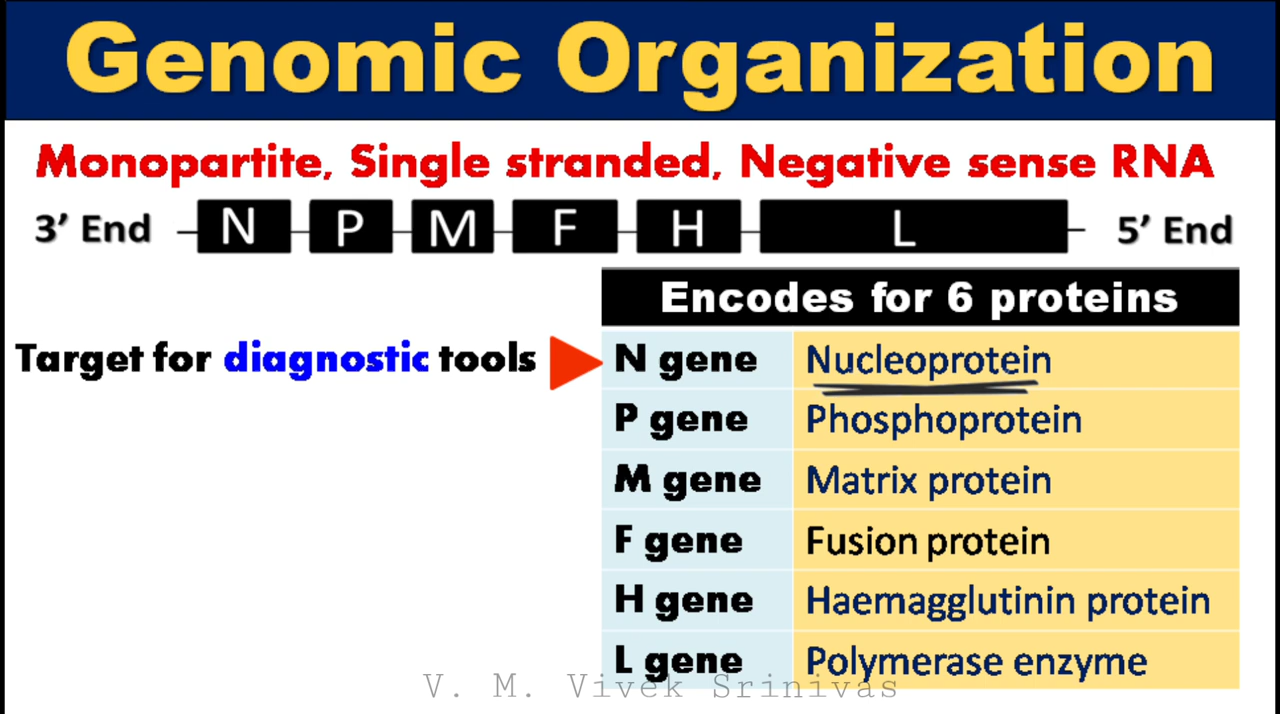 Genomic Organization
Monopartite, Single stranded, Negative sense RNA
3’ End N P M F H L 5’ End
Encodes for 6 proteins
Target for diagnostic tools N gene Nucleoprotein
P gene Phosphoprotein
M gene Matrix protein
F gene Fusion protein
H gene Haemagglutinin protein
L gene Polymerase enzyme
V. M. Vivek Srinivas